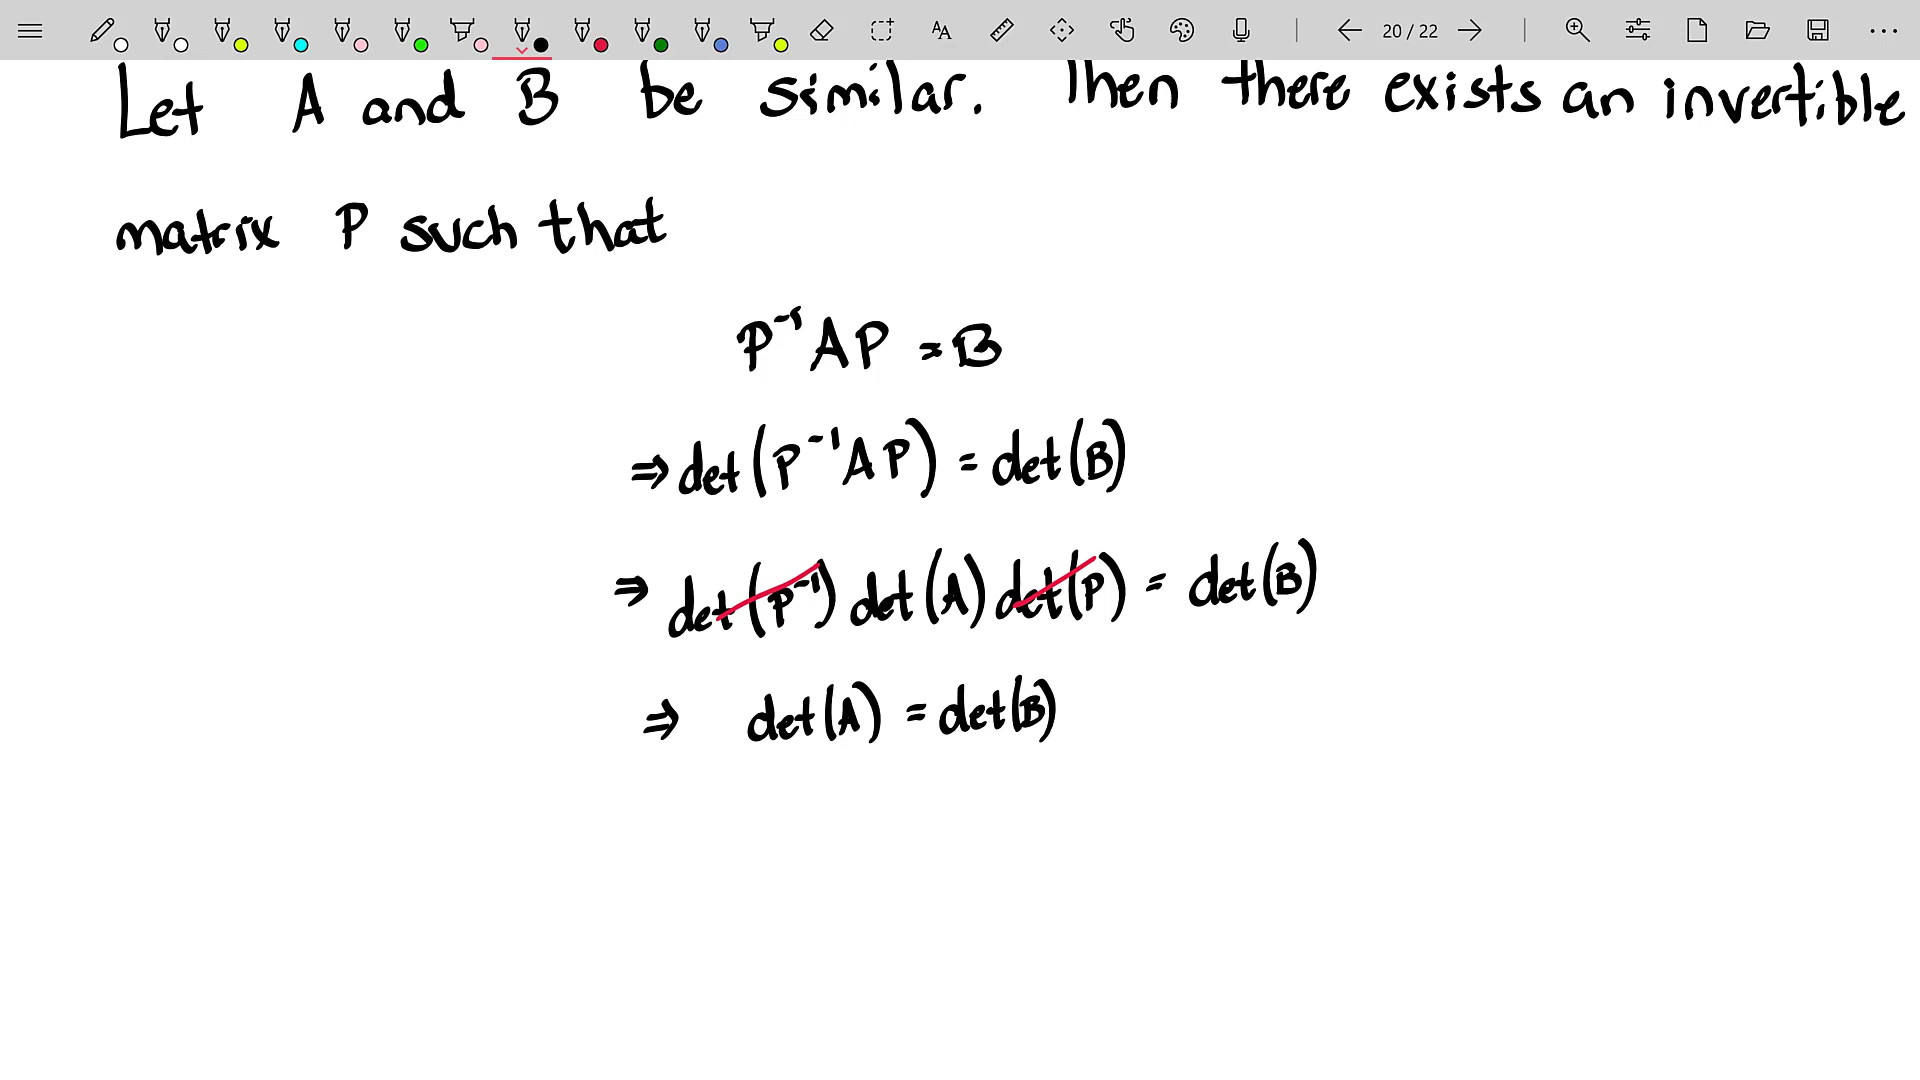 20 / 22
Let A and B be similar. Then there exists an invertible
matrix P such that
P⁻¹AP = B
⇒ det(P⁻¹AP) = det(B)
⇒ det(P⁻¹) det(A) det(P) = det(B)
⇒ det(A) = det(B)